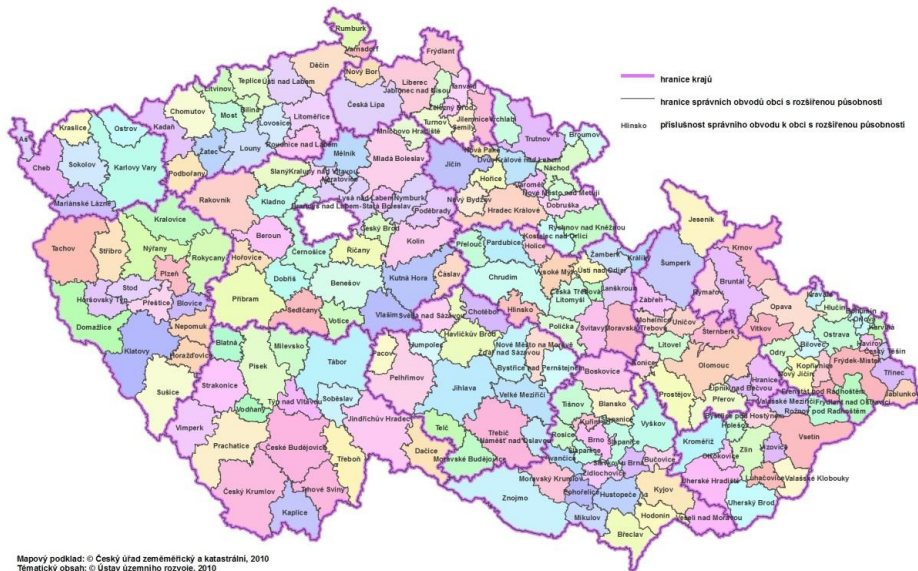 Rumburk
Varnsdorf
Frýdlant
Děčín
Nový Bor
Liberec
Jablonec nad Nisou
Tanvald
Litvínov
Teplice
Ústí nad Labem
Česká Lípa
Železný Brod
Jilemnice
Vrchlabí
Trutnov
Chomutov
Most
Bílina
Lovosice
Litoměřice
Turnov
Semily
Kraslice
Ostrov
Kadaň
Roudnice nad Labem
Mnichovo Hradiště
Nová Paka
Dvůr Králové nad Labem
Broumov
Aš
Cheb
Sokolov
Karlovy Vary
Žatec
Louny
Mělník
Mladá Boleslav
Jičín
Náchod
Podbořany
Slaný
Kralupy nad Vltavou
Neratovice
Hořice
Jaroměř
Nové Město nad Metují
Mariánské Lázně
Rakovník
Kladno
Lysá nad Labem
Nymburk
Brandýs nad Labem-Stará Boleslav
Poděbrady
Nový Bydžov
Hradec Králové
Dobruška
Jeseník
Kralovice
Beroun
Český Brod
Kolín
Rychnov nad Kněžnou
Kostelec nad Orlicí
Tachov
Stříbro
Nýřany
Rokycany
Hořovice
Černošice
Říčany
Přelouč
Pardubice
Holice
Žamberk
Králíky
Šumperk
Krnov
Plzeň
Dobříš
Benešov
Kutná Hora
Čáslav
Chrudim
Vysoké Mýto
Ústí nad Orlicí
Bruntál
Stod
Horšovský Týn
Přeštice
Blovice
Příbram
Sedlčany
Votice
Vlašim
Světlá nad Sázavou
Chotěboř
Hlinsko
Česká Třebová
Litomyšl
Lanškroun
Zábřeh
Rýmařov
Opava
Kravaře
Hlučín
Bohumín
Orlová
Karviná
Domažlice
Nepomuk
Polička
Svitavy
Moravská Třebová
Mohelnice
Uničov
Šternberk
Vítkov
Ostrava
Havířov
Český Těšín
Klatovy
Horažďovice
Blatná
Milevsko
Tábor
Pacov
Humpolec
Havlíčkův Brod
Nové Město na Moravě
Žďár nad Sázavou
Litovel
Konice
Olomouc
Odry
Bílovec
Nový Jičín
Kopřivnice
Frýdek-Místek
Třinec
Jablunkov
Sušice
Strakonice
Písek
Soběslav
Pelhřimov
Jihlava
Bystřice nad Pernštejnem
Boskovice
Prostějov
Lipník nad Bečvou
Hranice
Frenštát pod Radhoštěm
Frýdlant nad Ostravicí
Vodňany
Týn nad Vltavou
Velké Meziříčí
Tišnov
Blansko
Přerov
Valašské Meziříčí
Rožnov pod Radhoštěm
Vimperk
Jindřichův Hradec
Telč
Třebíč
Náměšť nad Oslavou
Rosice
Kuřim
Brno
Šlapanice
Šlapanice
Šlapanice
Vyškov
Kroměříž
Bystřice pod Hostýnem
Holešov
Vsetín
Prachatice
České Budějovice
Třeboň
Dačice
Moravské Budějovice
Ivančice
Židlochovice
Slavkov u Brna
Bučovice
Otrokovice
Zlín
Vizovice
Český Krumlov
Trhové Sviny
Kaplice
Znojmo
Moravský Krumlov
Pohořelice
Hustopeče
Kyjov
Uherské Hradiště
Luhačovice
Valašské Klobouky
Mikulov
Břeclav
Hodonín
Veselí nad Moravou
Uherský Brod
hranice krajů
hranice správních obvodů obcí s rozšířenou působností
Hlinsko příslušnost správního obvodu k obci s rozšířenou působností
Mapový podklad: © Český úřad zeměměřický a katastrální, 2010
Tématický obsah: © Ústav územního rozvoje, 2010